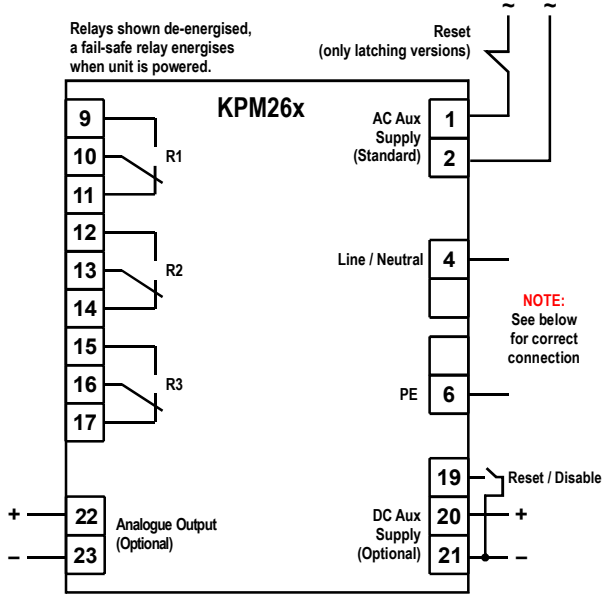 ~ ~
Relays shown de-energised,
a fail-safe relay energises
when unit is powered.
Reset
(only latching versions)
KPM26x
9
10
11
R1
12
13
14
R2
15
16
17
R3
+ 22
- 23
Analogue Output
(Optional)
AC Aux
Supply
(Standard)
1
2
Line / Neutral 4
NOTE:
See below
for correct
connection
PE 6
19 Reset / Disable
DC Aux
Supply
(Optional)
20 +
21 -